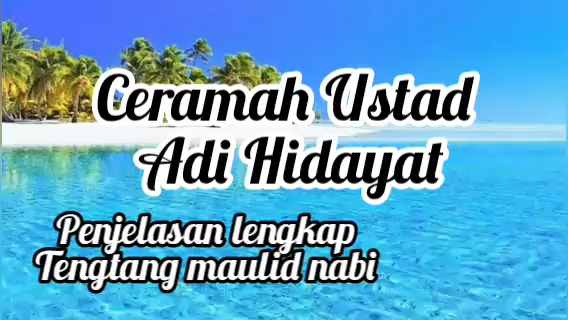 Ceramah Ustad
Adi Hidayat
Penjelasan lengkap
Tengtang maulid nabi